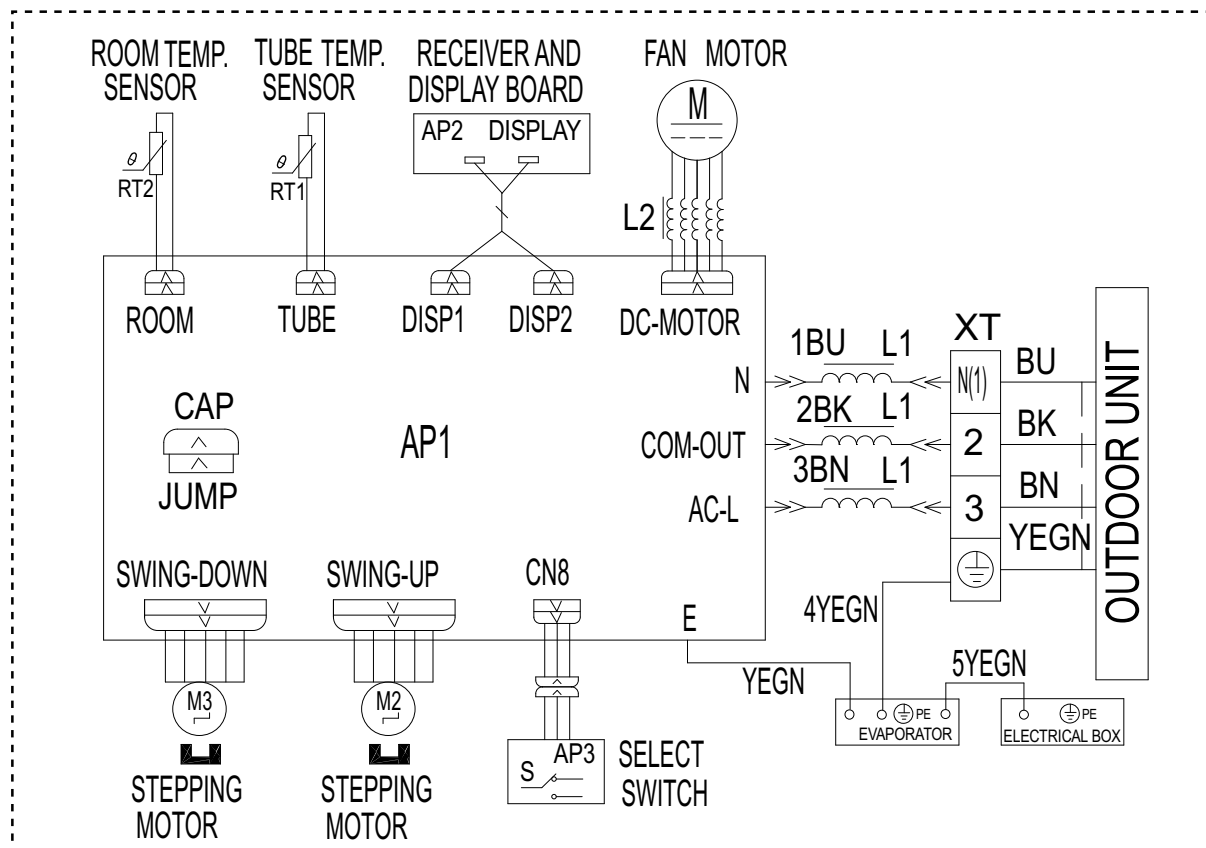 ROOM TEMP.
SENSOR
TUBE TEMP.
SENSOR
RECEIVER AND
DISPLAY BOARD
FAN MOTOR
AP2 DISPLAY
M
θ
RT2
θ
RT1
L2
ROOM
TUBE
DISP1
DISP2
DC-MOTOR
XT
1BU L1
N
N(1)
BU
CAP
JUMP
AP1
2BK L1
COM-OUT
2
BK
3BN L1
AC-L
3
BN
YEGN
OUTDOOR UNIT
SWING-DOWN
SWING-UP
CN8
E
4YEGN
YEGN
5YEGN
M3
M2
PE
EVAPORATOR
PE
ELECTRICAL BOX
S AP3
SELECT
SWITCH
STEPPING
MOTOR
STEPPING
MOTOR